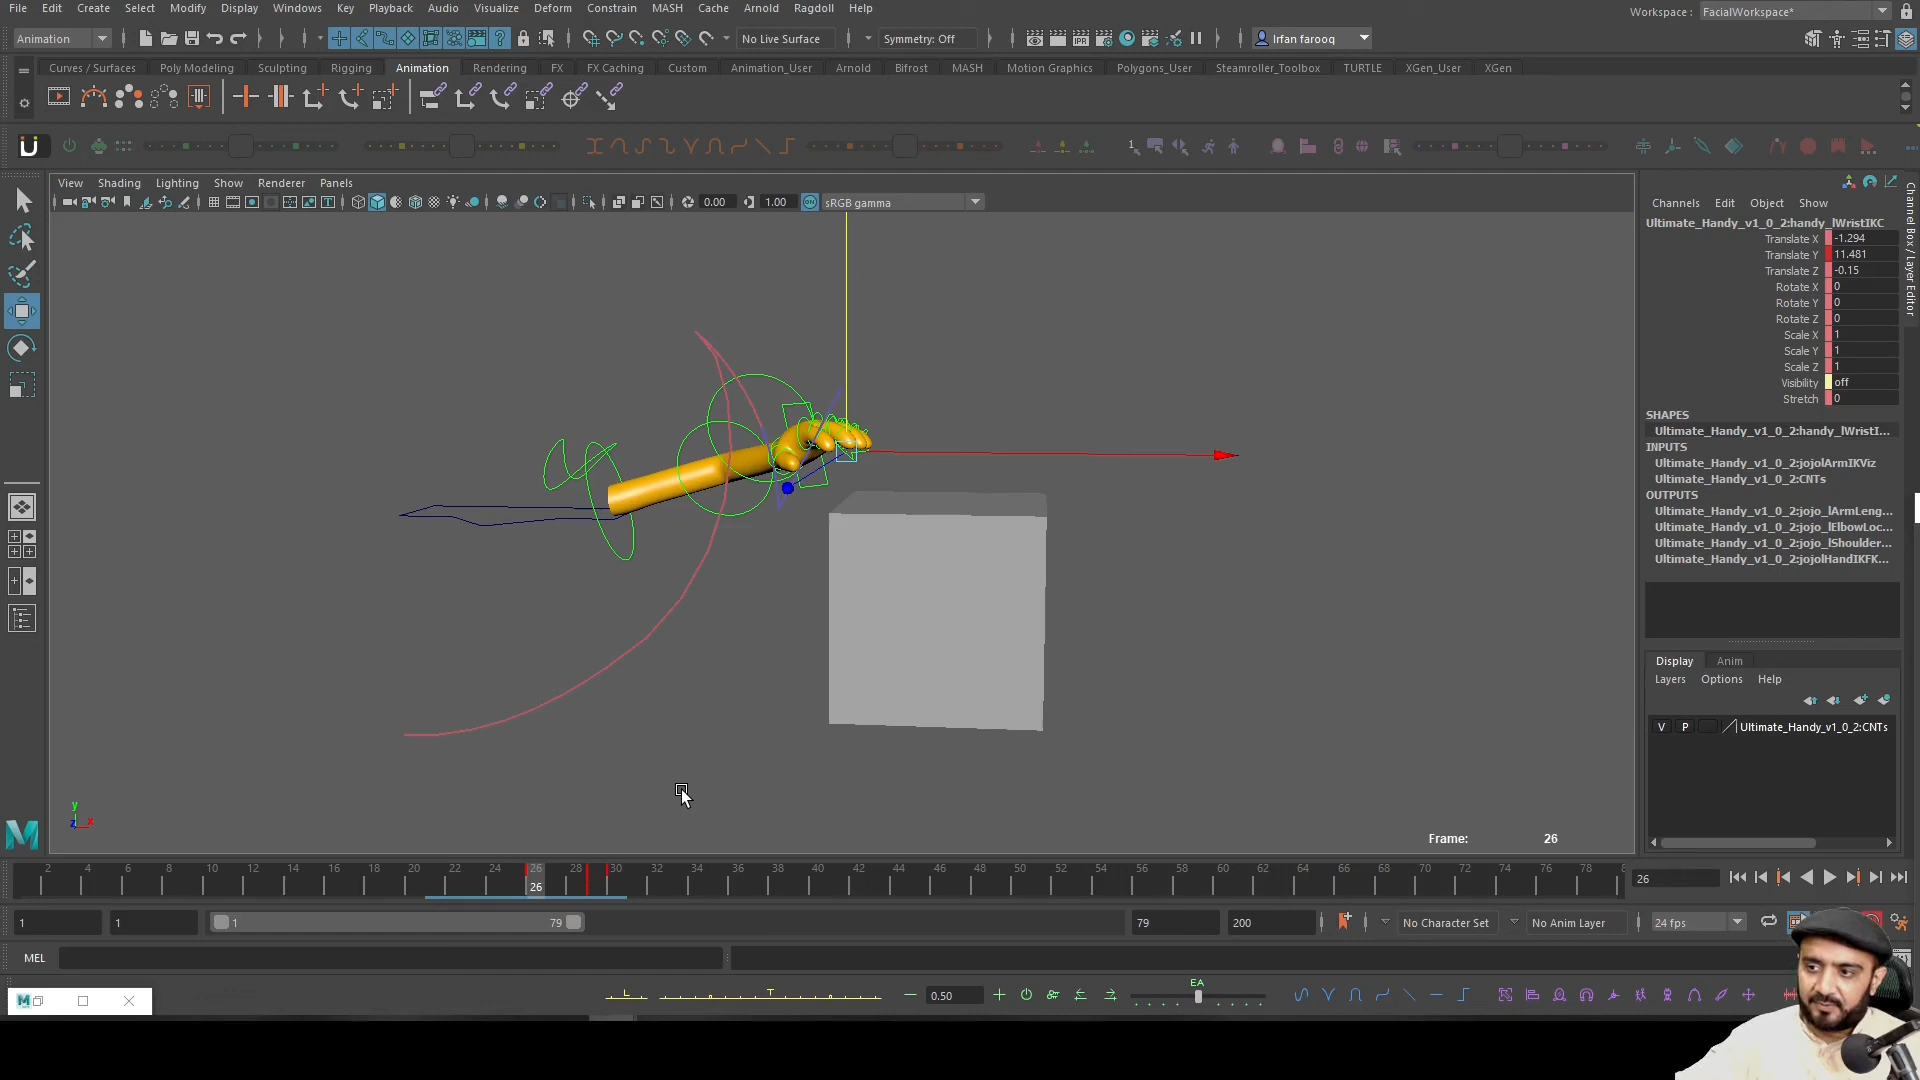 File Edit Create Select Modify Display Windows Key Playback Audio Visualize Deform Constrain MASH Cache Arnold Ragdoll Help
Workspace : FacialWorkspace*
Animation No Live Surface Symmetry: Off Irfan farooq
Curves / Surfaces Poly Modeling Sculpting Rigging Animation Rendering FX FX Caching Custom Animation_User Arnold Bifrost MASH Motion Graphics Polygons_User Steamroller_Toolbox TURTLE XGen_User XGen
View Shading Lighting Show Renderer Panels
0.00 1.00 sRGB gamma
Channels Edit Object Show
Ultimate_Handy_v1_0_2:handy_lWristIKC
Translate X -1.294
Translate Y 11.481
Translate Z -0.15
Rotate X 0
Rotate Y 0
Rotate Z 0
Scale X 1
Scale Y 1
Scale Z 1
Visibility off
Stretch 0
SHAPES
Ultimate_Handy_v1_0_2:handy_lWristI...
INPUTS
Ultimate_Handy_v1_0_2:jojolArmIKViz
Ultimate_Handy_v1_0_2:CNTs
OUTPUTS
Ultimate_Handy_v1_0_2:jojo_lArmLeng...
Ultimate_Handy_v1_0_2:jojo_lElbowLoc...
Ultimate_Handy_v1_0_2:jojo_lShoulder...
Ultimate_Handy_v1_0_2:jojolHandIKFK...
Channel Box / Layer Editor
Display Anim
Layers Options Help
V P Ultimate_Handy_v1_0_2:CNTs
y
z x
Frame: 26
2 4 6 8 10 12 14 16 18 20 22 24 26 28 30 32 34 36 38 40 42 44 46 48 50 52 54 56 58 60 62 64 66 68 70 72 74 76 78
26
26
1 1 1 79 79 200 No Character Set No Anim Layer 24 fps
MEL
M
L T 0.50 EA